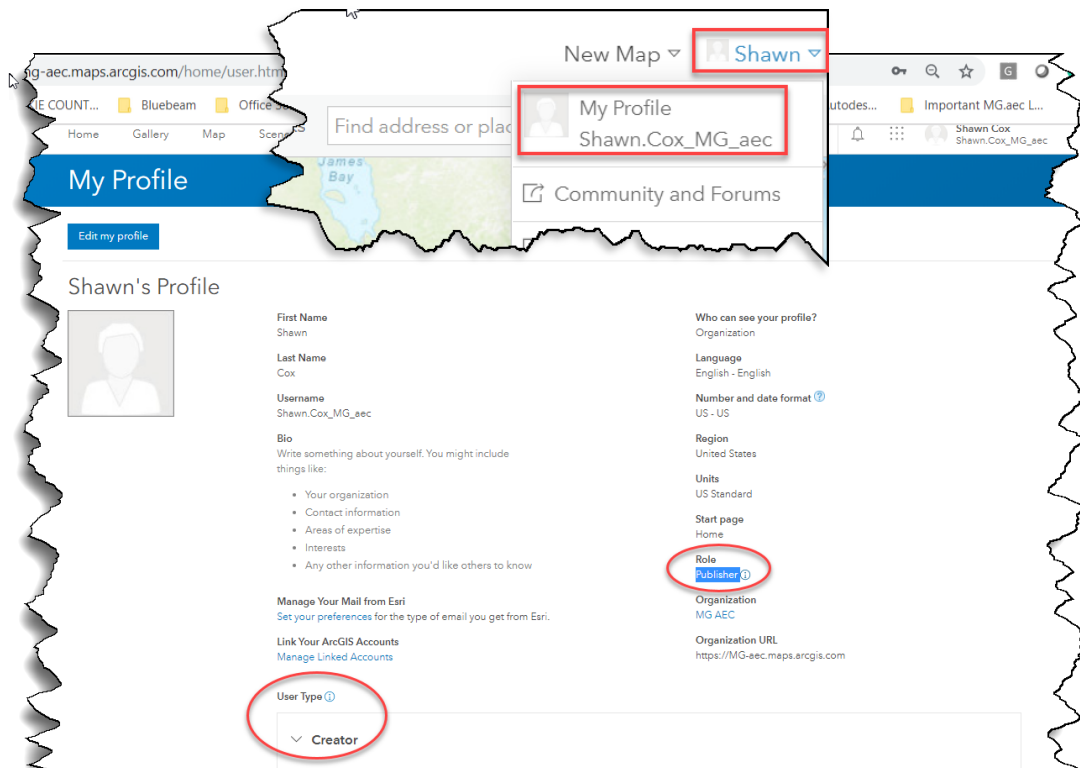 New Map Shawn
My Profile
Shawn.Cox_MG_aec
Find address or plac
Community and Forums
James
Bay
-aec.maps.arcgis.com/home/user.htm
COUNT...
Bluebeam
Important MG.aec L...
Home Gallery Map
Shawn Cox
Shawn.Cox_MG_aec
My Profile
Edit my profile
Shawn's Profile
First Name
Shawn
Last Name
Cox
Username
Shawn.Cox_MG_aec
Bio
Write something about yourself. You might include
things like:
• Your organization
• Contact information
• Areas of expertise
• Interests
• Any other information you'd like others to know
Manage Your Mail from Esri
Set your preferences for the type of email you get from Esri.
Link Your ArcGIS Accounts
Manage Linked Accounts
User Type
Creator
Who can see your profile?
Organization
Language
English - English
Number and date format
US - US
Region
United States
Units
US Standard
Start page
Home
Role
Publisher
Organization
MG AEC
Organization URL
https://MG-aec.maps.arcgis.com